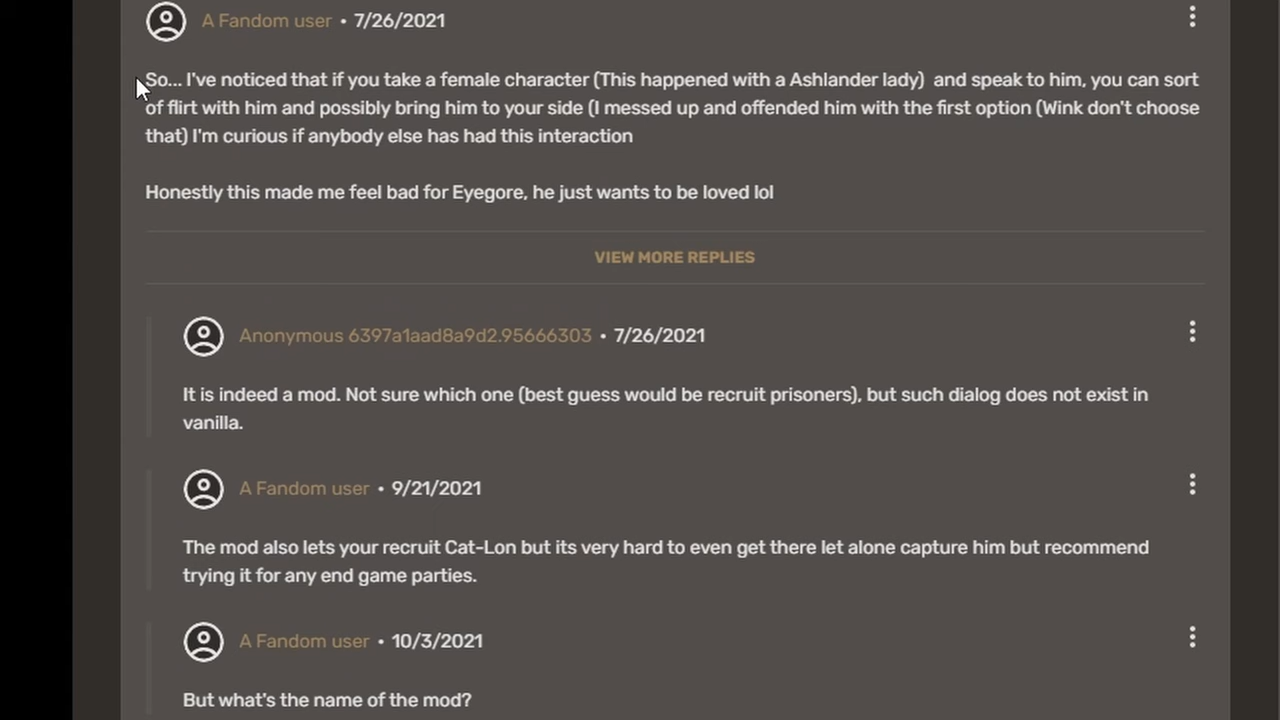 A Fandom user • 7/26/2021
So... I've noticed that if you take a female character (This happened with a Ashlander lady)  and speak to him, you can sort
of flirt with him and possibly bring him to your side (I messed up and offended him with the first option (Wink don't choose
that) I'm curious if anybody else has had this interaction
Honestly this made me feel bad for Eyegore, he just wants to be loved lol
VIEW MORE REPLIES
Anonymous 6397a1aad8a9d2.95666303 • 7/26/2021
It is indeed a mod. Not sure which one (best guess would be recruit prisoners), but such dialog does not exist in
vanilla.
A Fandom user • 9/21/2021
The mod also lets your recruit Cat-Lon but its very hard to even get there let alone capture him but recommend
trying it for any end game parties.
A Fandom user • 10/3/2021
But what's the name of the mod?